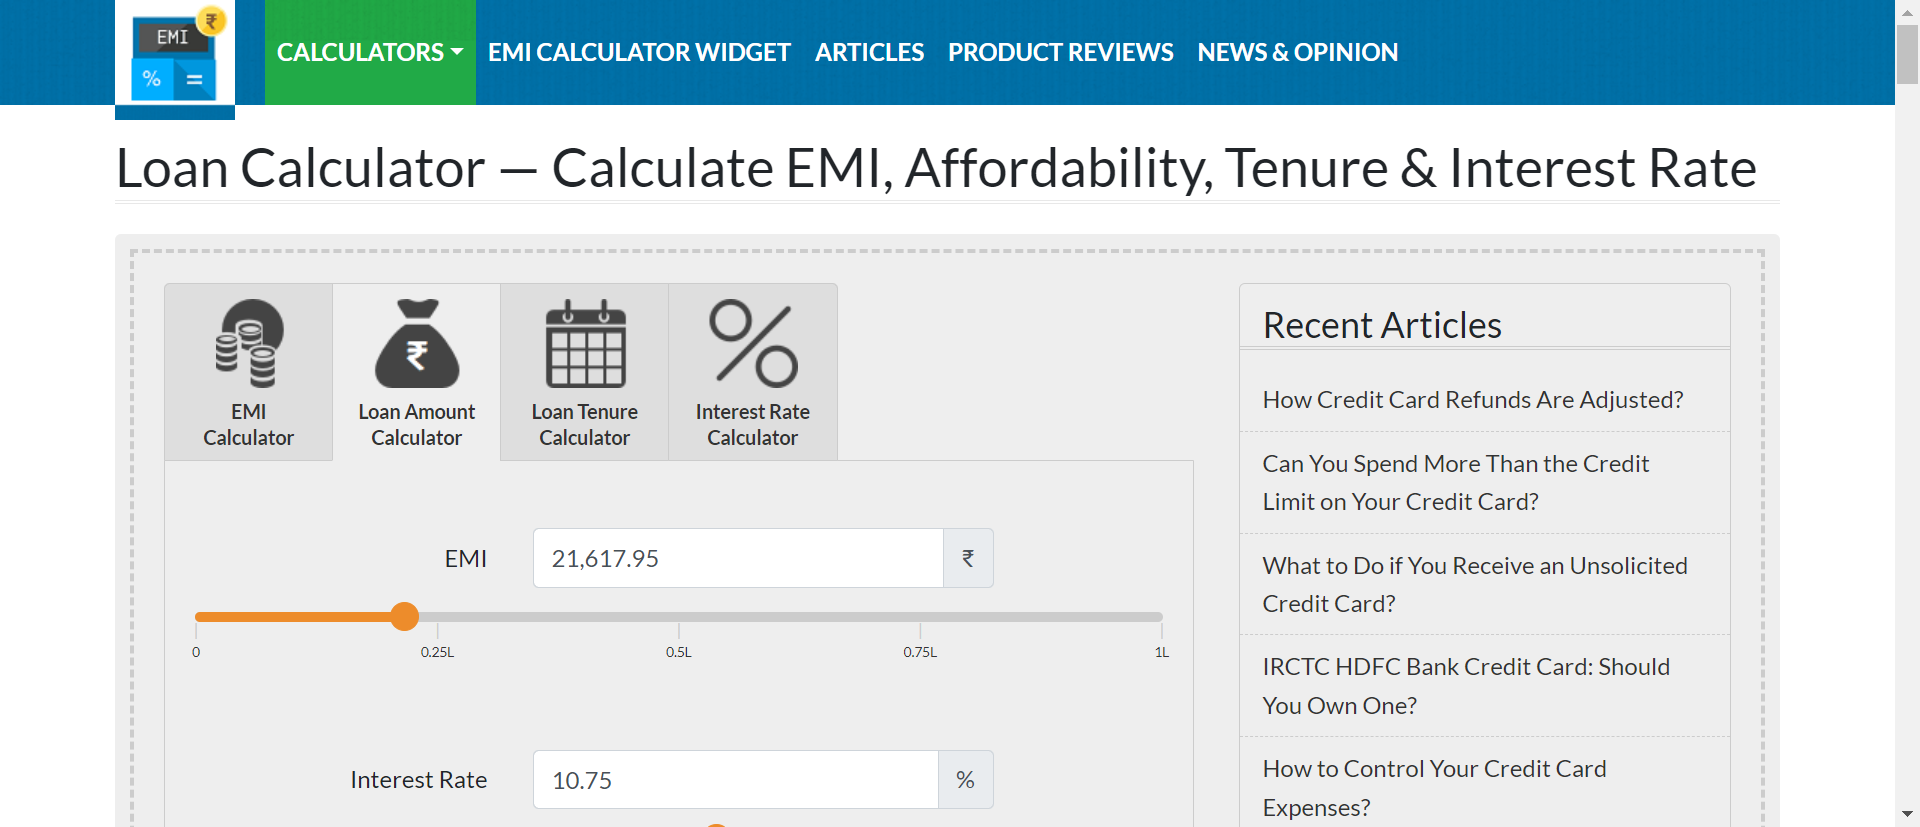 EMI
₹
%
=
CALCULATORS
EMI CALCULATOR WIDGET
ARTICLES
PRODUCT REVIEWS
NEWS & OPINION
Loan Calculator — Calculate EMI, Affordability, Tenure & Interest Rate
EMI
Calculator
₹
Loan Amount
Calculator
Loan Tenure
Calculator
Interest Rate
Calculator
EMI
21,617.95
₹
0
0.25L
0.5L
0.75L
1L
Interest Rate
10.75
%
Recent Articles
How Credit Card Refunds Are Adjusted?
Can You Spend More Than the Credit
Limit on Your Credit Card?
What to Do if You Receive an Unsolicited
Credit Card?
IRCTC HDFC Bank Credit Card: Should
You Own One?
How to Control Your Credit Card
Expenses?